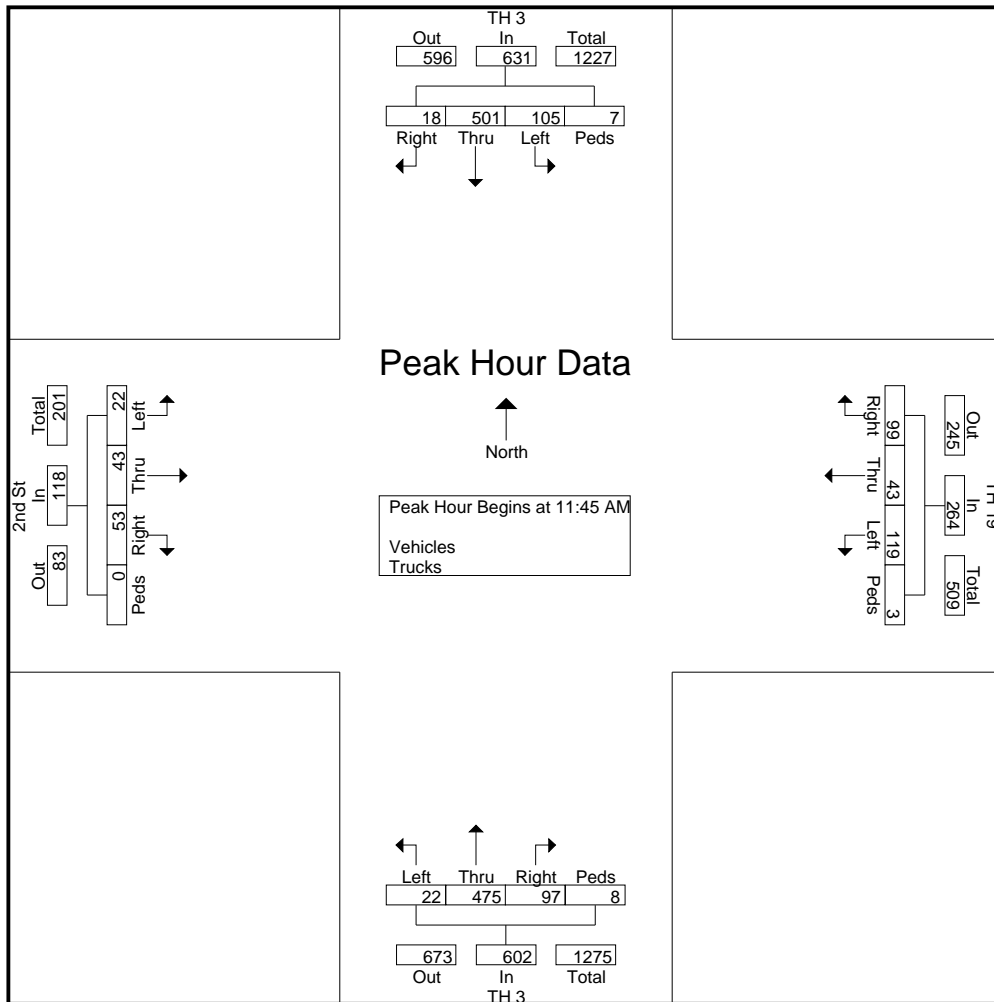 TH 3
Out In Total
596 631 1227
18 501 105 7
Right Thru Left Peds
Peak Hour Data
North
Peak Hour Begins at 11:45 AM
Vehicles
Trucks
2nd St
Total In Out
201 118 83
22 43 53 0
Left Thru Right Peds
Right Thru Left Peds
99 43 119 3
Out In Total
245 264 509
TH 19
Left Thru Right Peds
22 475 97 8
673 602 1275
Out In Total
TH 3